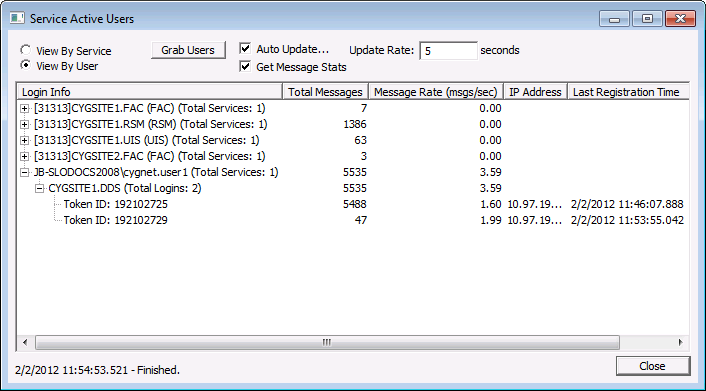 Service Active Users
View By Service
Grab Users
Auto Update...
Update Rate: 5 seconds
View By User
Get Message Stats
Login Info Total Messages Message Rate (msgs/sec) IP Address Last Registration Time
[31313]CYGSITE1.FAC (FAC) (Total Services: 1) 7 0.00
[31313]CYGSITE1.RSM (RSM) (Total Services: 1) 1386 0.00
[31313]CYGSITE1.UIS (UIS) (Total Services: 1) 63 0.00
[31313]CYGSITE2.FAC (FAC) (Total Services: 1) 3 0.00
JB-SLODOCS2008\cygnet.user1 (Total Services: 1) 5535 3.59
CYGSITE1.DDS (Total Logins: 2) 5535 3.59
Token ID: 192102725 5488 1.60 10.97.19... 2/2/2012 11:46:07.888
Token ID: 192102729 47 1.99 10.97.19... 2/2/2012 11:53:55.042
2/2/2012 11:54:53.521 - Finished.
Close